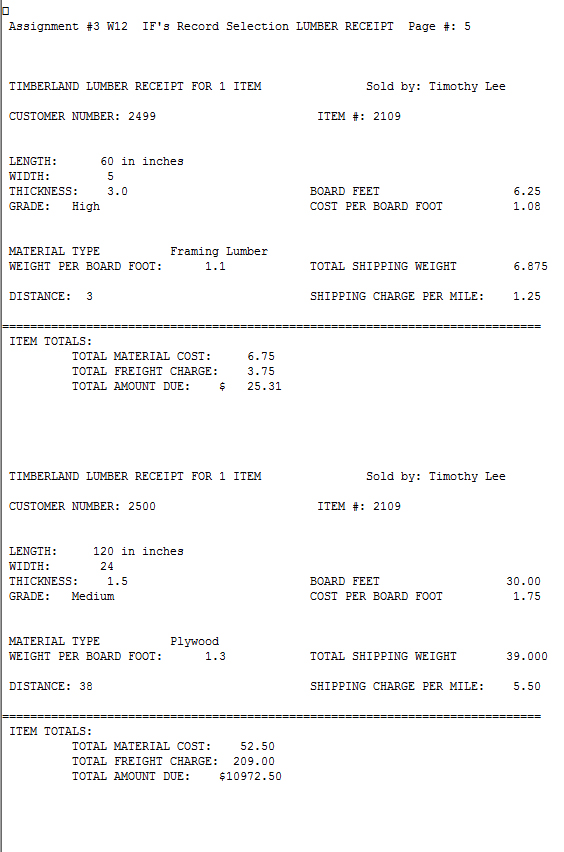 Assignment #3 W12  IF's Record Selection LUMBER RECEIPT  Page #: 5
TIMBERLAND LUMBER RECEIPT FOR 1 ITEM               Sold by: Timothy Lee
CUSTOMER NUMBER: 2499                       ITEM #: 2109
LENGTH:      60 in inches
WIDTH:        5
THICKNESS:    3.0                          BOARD FEET                   6.25
GRADE:   High                              COST PER BOARD FOOT          1.08
MATERIAL TYPE          Framing Lumber
WEIGHT PER BOARD FOOT:      1.1            TOTAL SHIPPING WEIGHT        6.875
DISTANCE:  3                               SHIPPING CHARGE PER MILE:    1.25
=============================================================================
ITEM TOTALS:
         TOTAL MATERIAL COST:     6.75
         TOTAL FREIGHT CHARGE:    3.75
         TOTAL AMOUNT DUE:    $   25.31
TIMBERLAND LUMBER RECEIPT FOR 1 ITEM               Sold by: Timothy Lee
CUSTOMER NUMBER: 2500                       ITEM #: 2109
LENGTH:     120 in inches
WIDTH:       24
THICKNESS:    1.5                          BOARD FEET                  30.00
GRADE:   Medium                            COST PER BOARD FOOT          1.75
MATERIAL TYPE          Plywood
WEIGHT PER BOARD FOOT:      1.3            TOTAL SHIPPING WEIGHT       39.000
DISTANCE: 38                               SHIPPING CHARGE PER MILE:    5.50
=============================================================================
ITEM TOTALS:
         TOTAL MATERIAL COST:    52.50
         TOTAL FREIGHT CHARGE:  209.00
         TOTAL AMOUNT DUE:    $10972.50